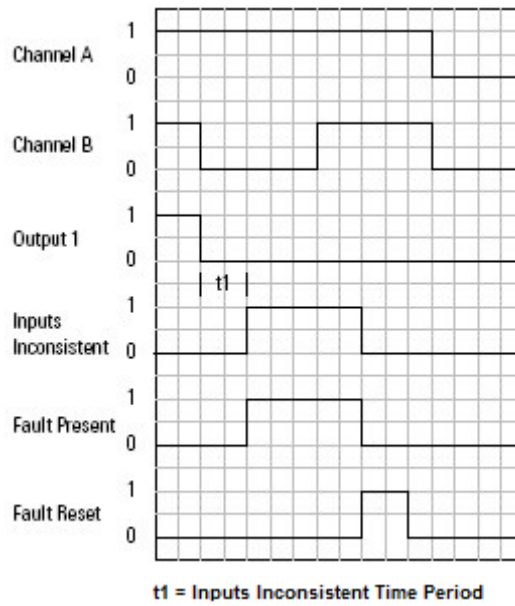 1
Channel A
0
1
Channel B
0
1
Output 1
0
t1
1
Inputs
Inconsistent
0
1
Fault Present
0
1
Fault Reset
0
t1 = Inputs Inconsistent Time Period